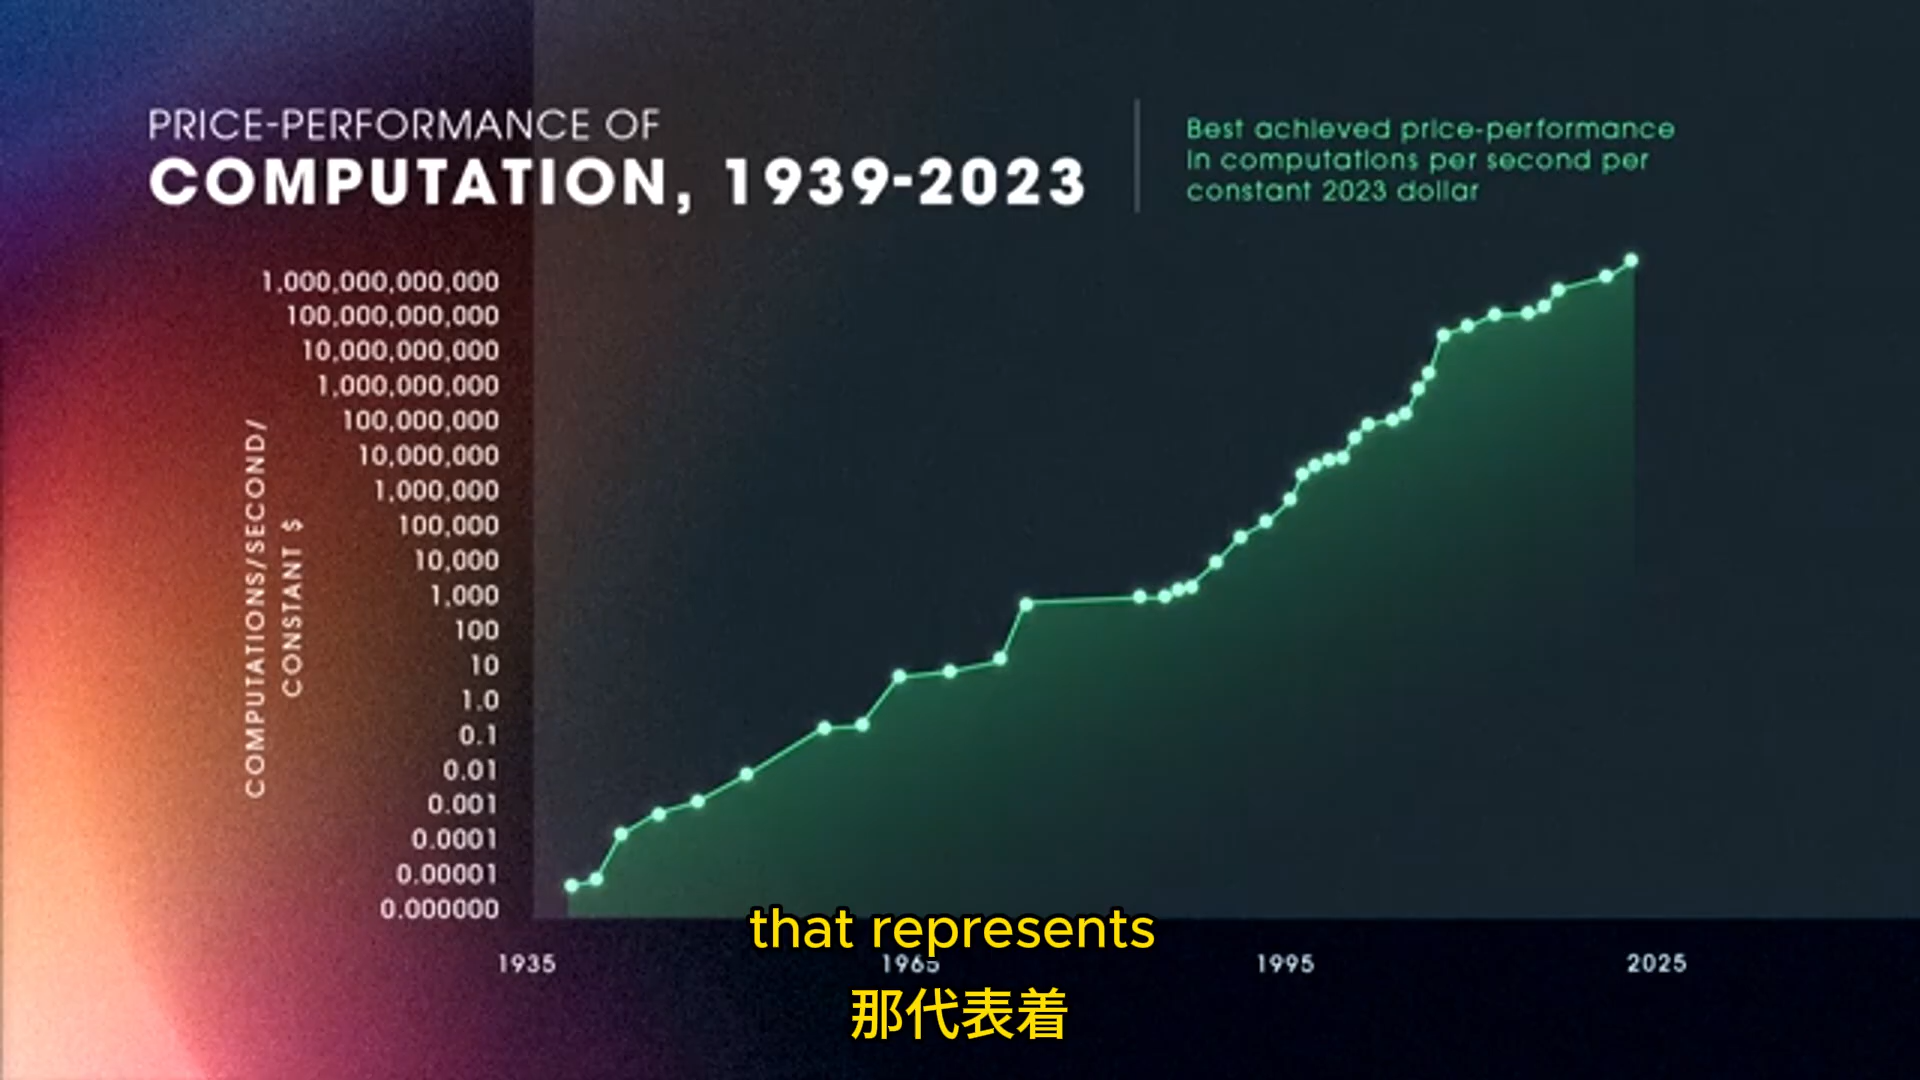 PRICE-PERFORMANCE OF
COMPUTATION, 1939-2023
Best achieved price-performance
in computations per second per
constant 2023 dollar
1,000,000,000,000
100,000,000,000
10,000,000,000
1,000,000,000
100,000,000
10,000,000
1,000,000
100,000
10,000
1,000
100
10
1.0
0.1
0.01
0.001
0.0001
0.00001
0.000000
COMPUTATIONS/SECOND/
CONSTANT $
that represents
1935
1965
1995
2025
那代表着